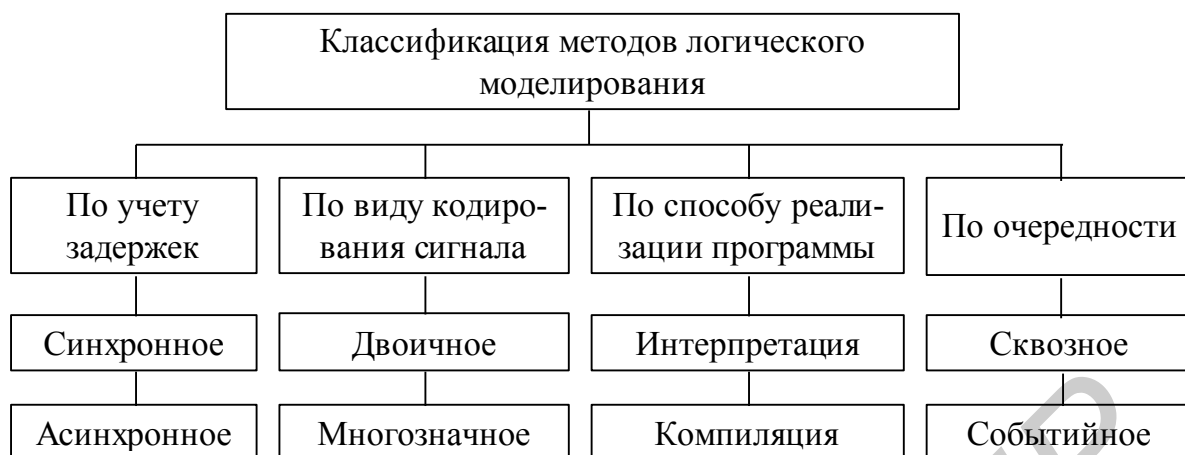 Классификация методов логического
моделирования
По учету
задержек
По виду кодиро-
вания сигнала
По способу реали-
зации программы
По очередности
Синхронное
Двоичное
Интерпретация
Сквозное
Асинхронное
Многозначное
Компиляция
Событийное